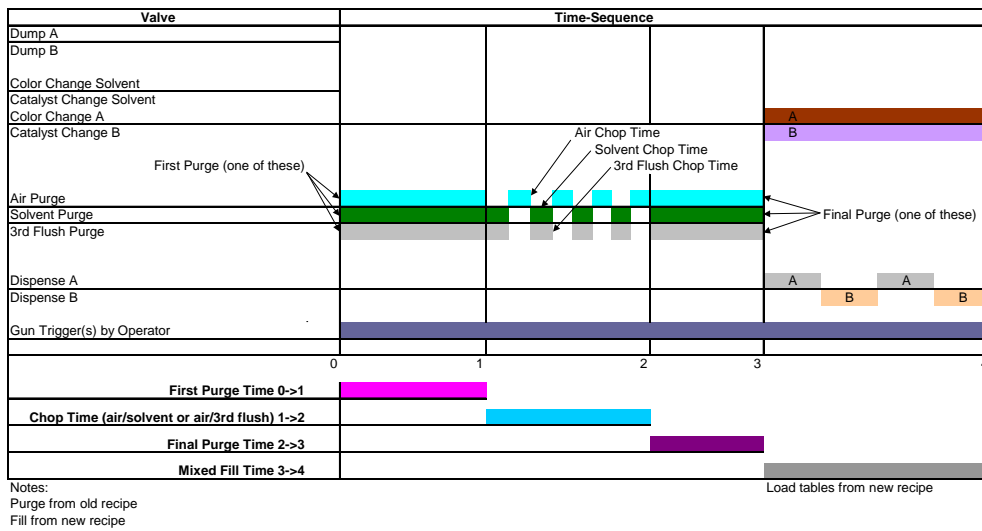 Valve Time-Sequence
Dump A
Dump B
Color Change Solvent
Catalyst Change Solvent
Color Change A A
Catalyst Change B B
Air Chop Time
Solvent Chop Time
First Purge (one of these) 3rd Flush Chop Time
Air Purge
Solvent Purge Final Purge (one of these)
3rd Flush Purge
Dispense A A A
Dispense B B B
Gun Trigger(s) by Operator
0 1 2 3
First Purge Time 0->1
Chop Time (air/solvent or air/3rd flush) 1->2
Final Purge Time 2->3
Mixed Fill Time 3->4
Notes: Load tables from new recipe
Purge from old recipe
Fill from new recipe